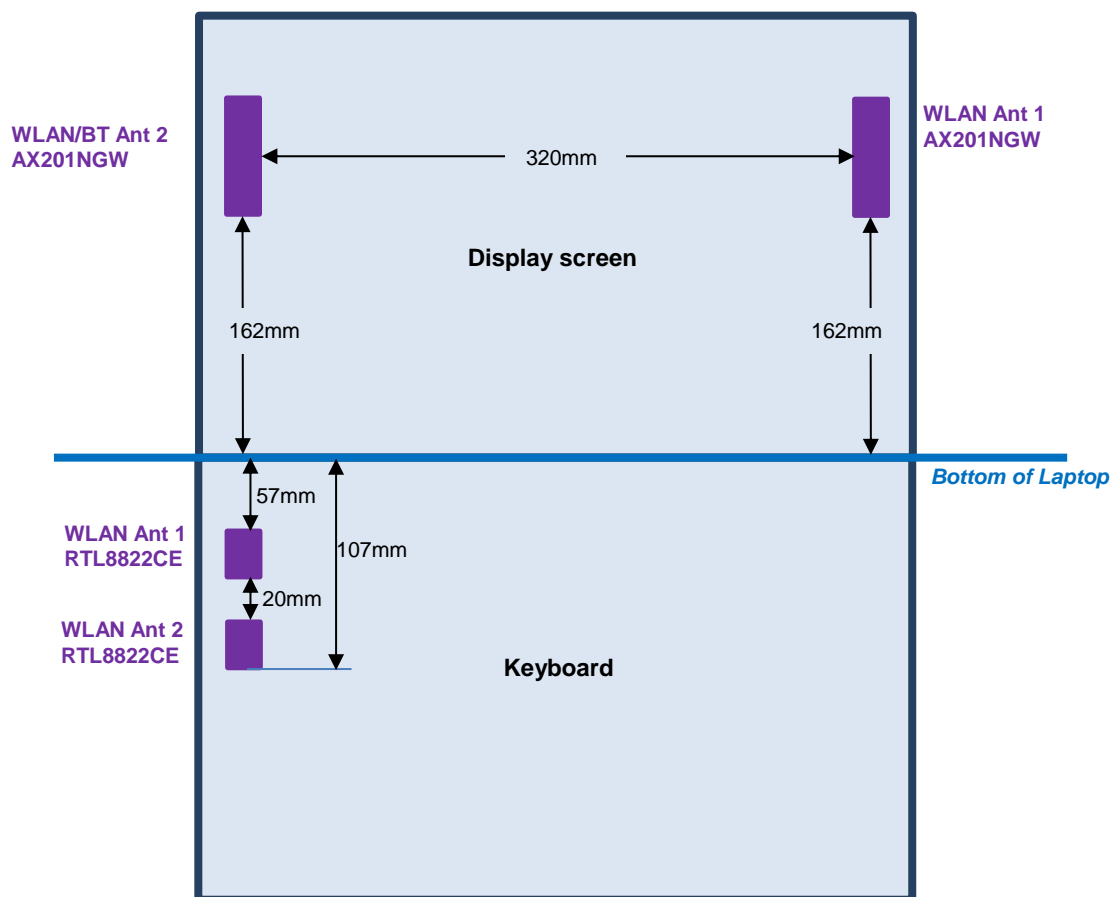 WLAN/BT Ant 2
AX201NGW
WLAN Ant 1
AX201NGW
320mm
Display screen
162mm
162mm
Bottom of Laptop
57mm
WLAN Ant 1
RTL8822CE
107mm
20mm
WLAN Ant 2
RTL8822CE
Keyboard